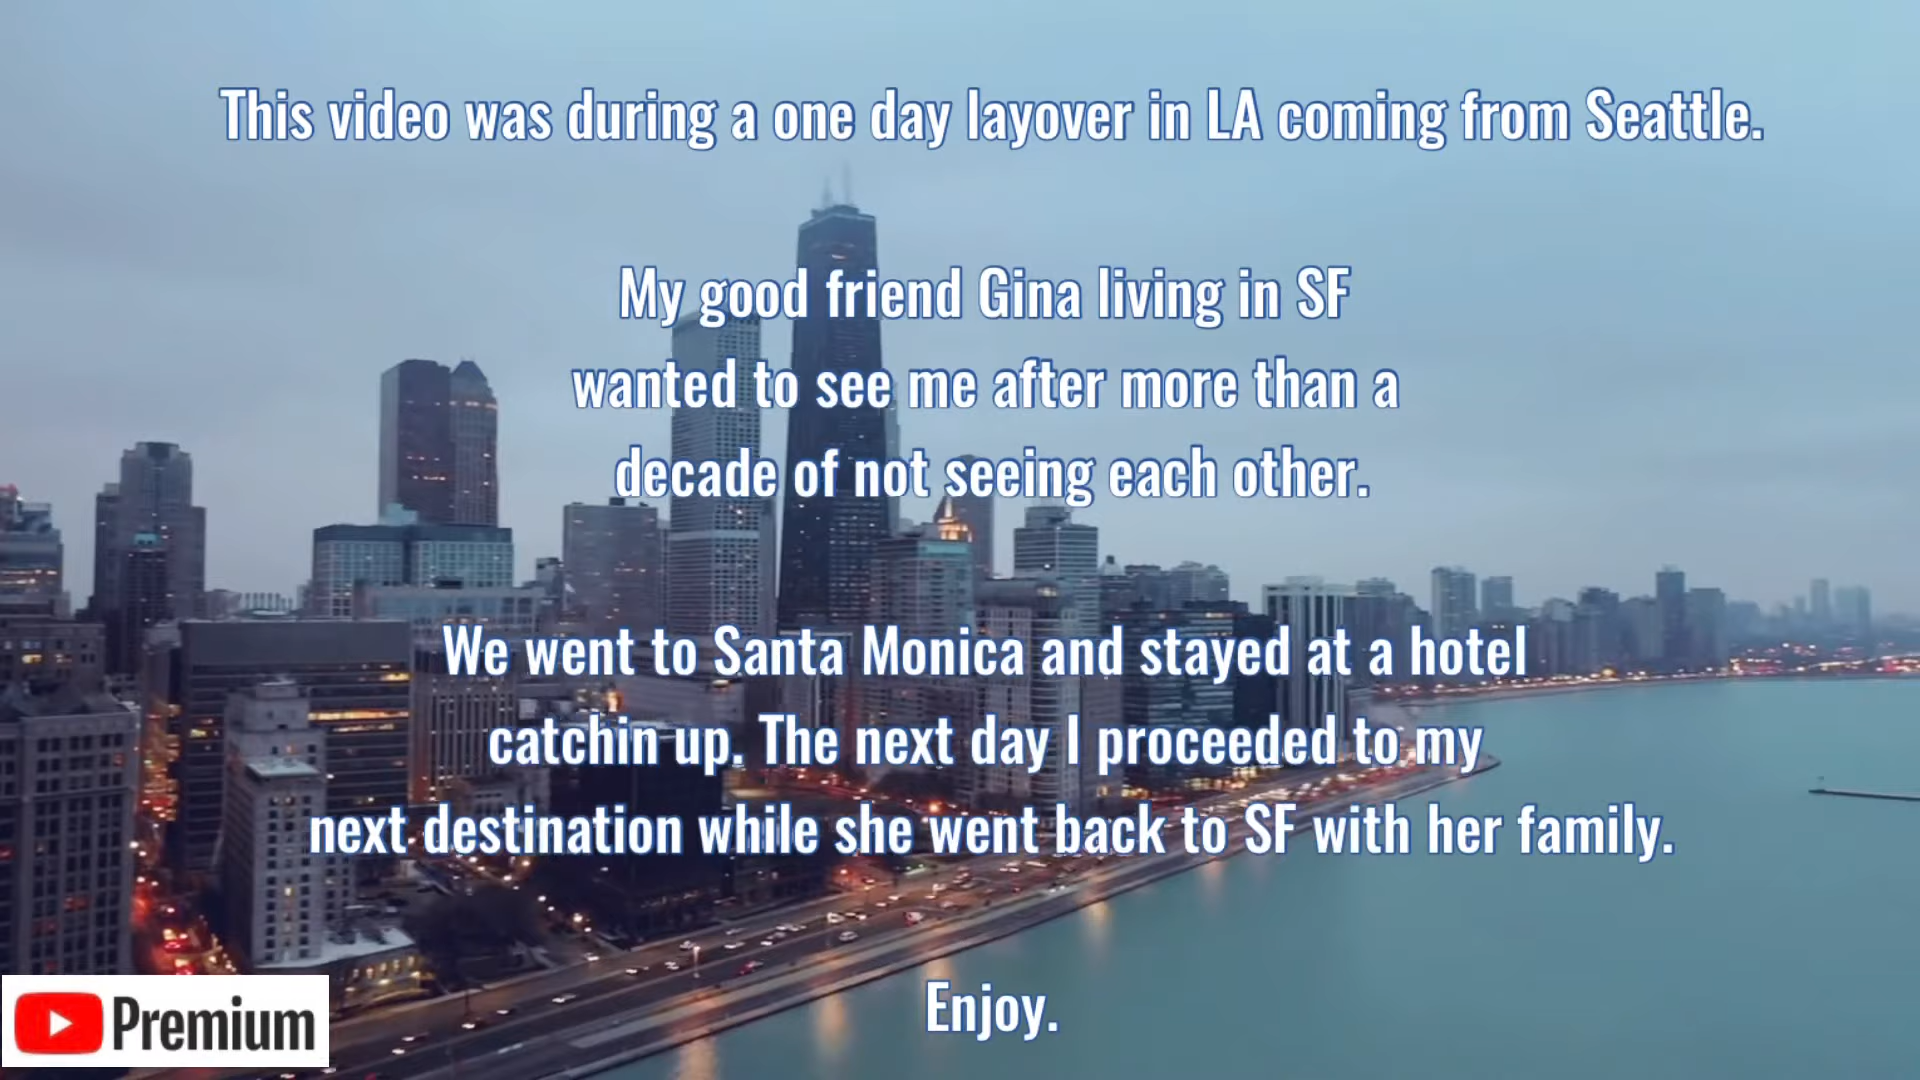 This video was during a one day layover in LA coming from Seattle.
My good friend Gina living in SF
wanted to see me after more than a
decade of not seeing each other.
We went to Santa Monica and stayed at a hotel
catchin up. The next day I proceeded to my
next destination while she went back to SF with her family.
Enjoy.
Premium